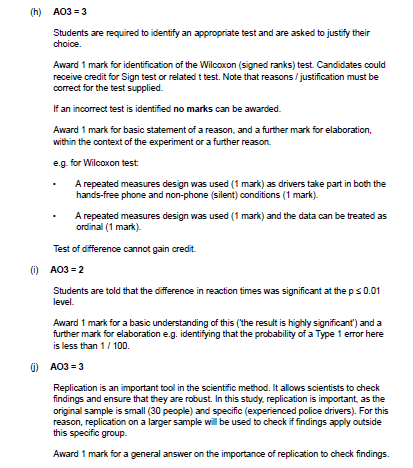 (h) AO3 = 3
Students are required to identify an appropriate test and are asked to justify their
choice.
Award 1 mark for identification of the Wilcoxon (signed ranks) test. Candidates could
receive credit for Sign test or related t test. Note that reasons / justification must be
correct for the test supplied.
If an incorrect test is identified no marks can be awarded.
Award 1 mark for basic statement of a reason, and a further mark for elaboration,
within the context of the experiment or a further reason.
e.g. for Wilcoxon test:
• A repeated measures design was used (1 mark) as drivers take part in both the
hands-free phone and non-phone (silent) conditions (1 mark).
• A repeated measures design was used (1 mark) and the data can be treated as
ordinal (1 mark).
Test of difference cannot gain credit.
(i) AO3 = 2
Students are told that the difference in reaction times was significant at the p ≤ 0.01
level.
Award 1 mark for a basic understanding of this ('the result is highly significant') and a
further mark for elaboration e.g. identifying that the probability of a Type 1 error here
is less than 1 / 100.
(j) AO3 = 3
Replication is an important tool in the scientific method. It allows scientists to check
findings and ensure that they are robust. In this study, replication is important, as the
original sample is small (30 people) and specific (experienced police drivers). For this
reason, replication on a larger sample will be used to check if findings apply outside
this specific group.
Award 1 mark for a general answer on the importance of replication to check findings.